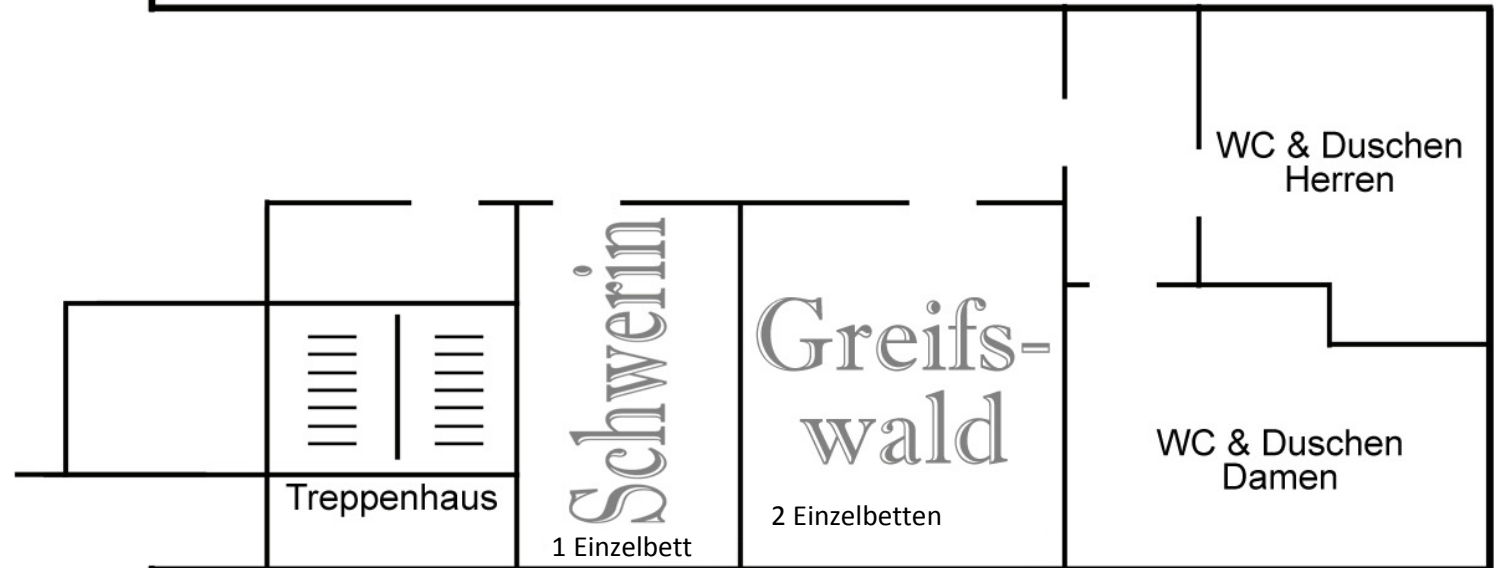 WC & Duschen
Herren
Schwerin
Greifs-
wald
WC & Duschen
Damen
Treppenhaus
2 Einzelbetten
1 Einzelbett